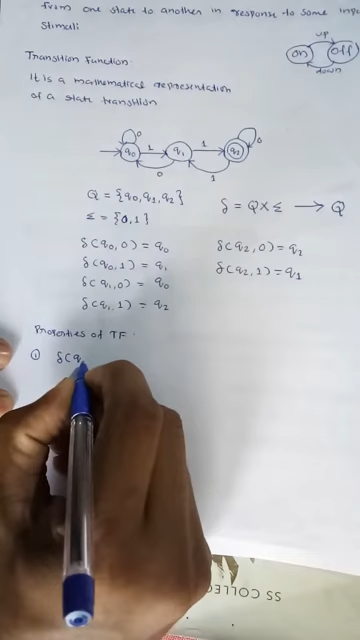 from one state to another in response to some inpu
stimuli
up
on off
down
Transition Function
It is a mathematical representation
of a state transition
0 0
q0 1 q1 1 q2
0 1
Q = {q0, q1, q2}
Σ = {0, 1}
δ = Q X Σ → Q
δ(q0, 0) = q0
δ(q0, 1) = q1
δ(q1, 0) = q0
δ(q1, 1) = q2
δ(q2, 0) = q2
δ(q2, 1) = q1
Properties of TF
① δ(q
SS COLLEG